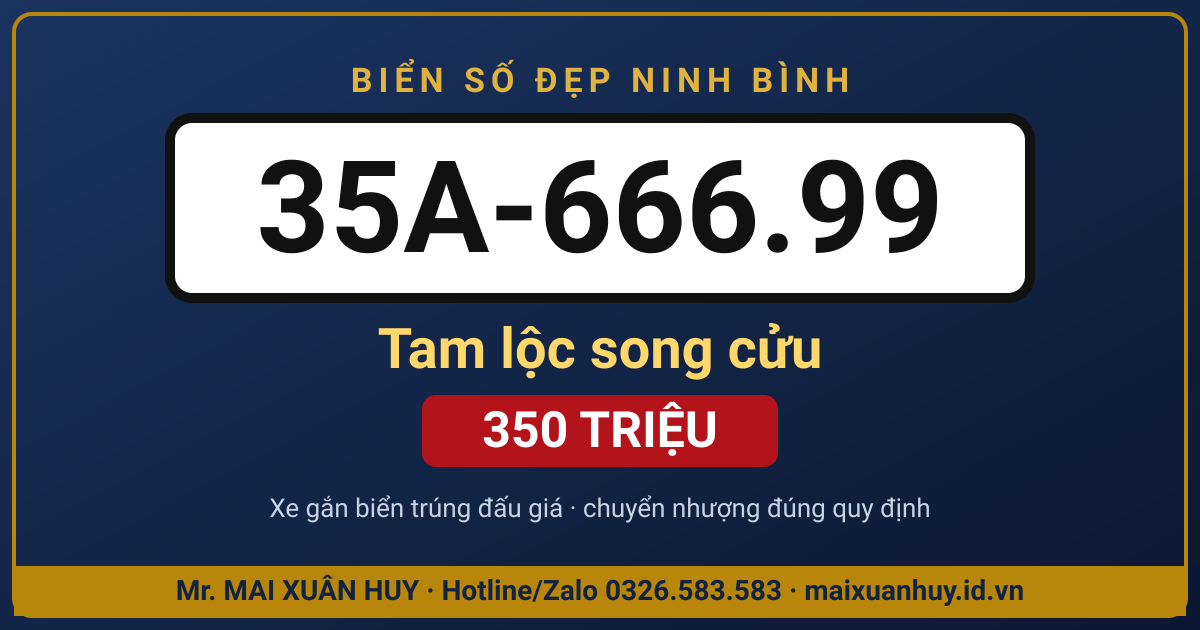 BIỂN SỐ ĐẸP NINH BÌNH
35A-666.99
Tam lộc song cửu
350 TRIỆU
Xe gắn biển trúng đấu giá · chuyển nhượng đúng quy định
Mr. MAI XUÂN HUY · Hotline/Zalo 0326.583.583 · maixuanhuy.id.vn